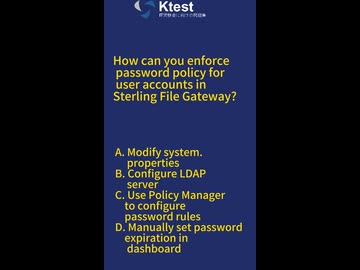 Ktest
How can you enforce
password policy for
user accounts in
Sterling File Gateway?
A. Modify system.
properties
B. Configure LDAP
server
C. Use Policy Manager
to configure
password rules
D. Manually set password
expiration in
dashboard